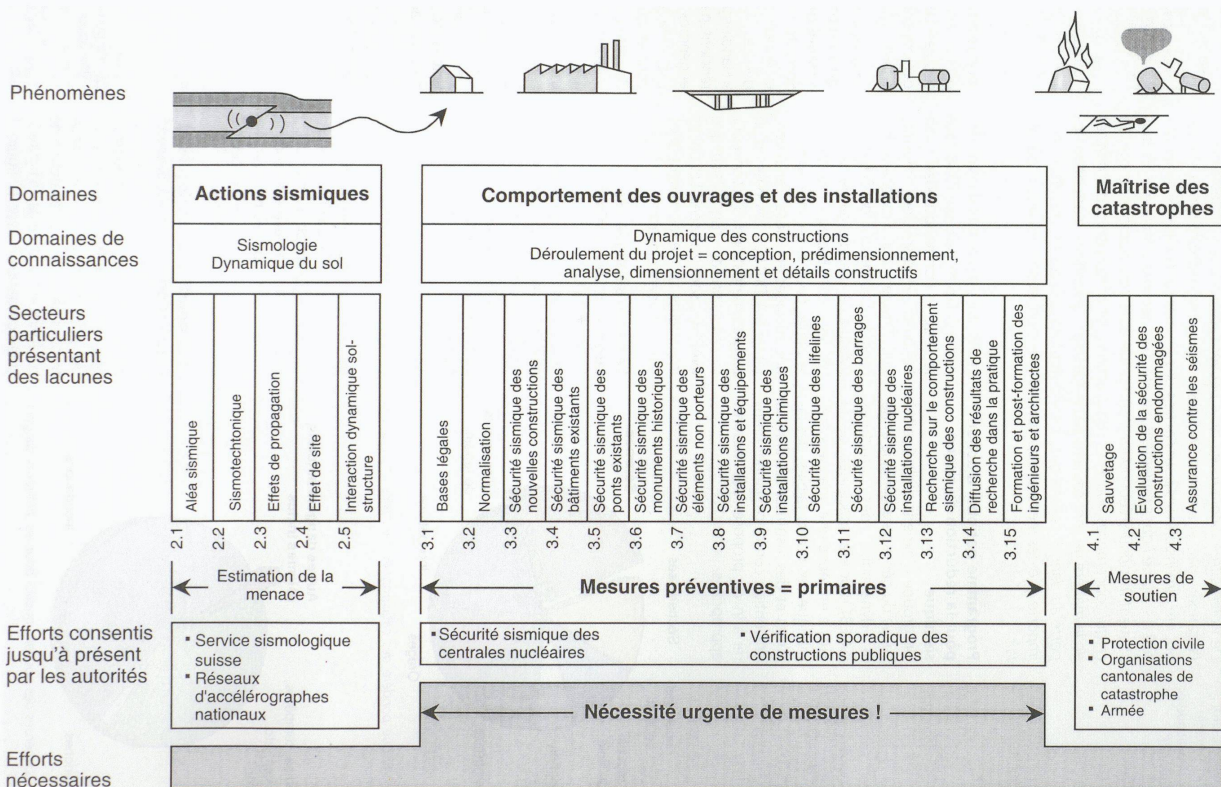 Phénomènes
Domaines
Actions sismiques
Comportement des ouvrages et des installations
Maîtrise des
catastrophes
Domaines de
connaissances
Sismologie
Dynamique du sol
Dynamique des constructions
Déroulement du projet = conception, prédimensionnement,
analyse, dimensionnement et détails constructifs
Secteurs
particuliers
présentant
des lacunes
2.1
Aléa sismique
2.2
Sismotechtonique
2.3
Effets de propagation
2.4
Effet de site
2.5
Interaction dynamique sol-
structure
3.1
Bases légales
3.2
Normalisation
3.3
Sécurité sismique des
nouvelles constructions
3.4
Sécurité sismique des
bâtiments existants
3.5
Sécurité sismique des
ponts existants
3.6
Sécurité sismique des
monuments historiques
3.7
Sécurité sismique des
éléments non porteurs
3.8
Sécurité sismique des
installations et équipements
3.9
Sécurité sismique des
installations chimiques
3.10
Sécurité sismique des lifelines
3.11
Sécurité sismique des barrages
3.12
Sécurité sismique des
installations nucléaires
3.13
Recherche sur le comportement
sismique des constructions
3.14
Diffusion des résultats de
recherche dans la pratique
3.15
Formation et post-formation des
ingénieurs et architectes
4.1
Sauvetage
4.2
Evaluation de la sécurité des
constructions endommagées
4.3
Assurance contre les séismes
Estimation de la
menace
Mesures préventives = primaires
Mesures de
soutien
Efforts consentis
jusqu'à présent
par les autorités
▪ Service sismologique
suisse
▪ Réseaux
d'accélérographes
nationaux
▪ Sécurité sismique des
centrales nucléaires
▪ Vérification sporadique des
constructions publiques
▪ Protection civile
▪ Organisations
cantonales de
catastrophe
▪ Armée
Nécessité urgente de mesures !
Efforts
nécessaires